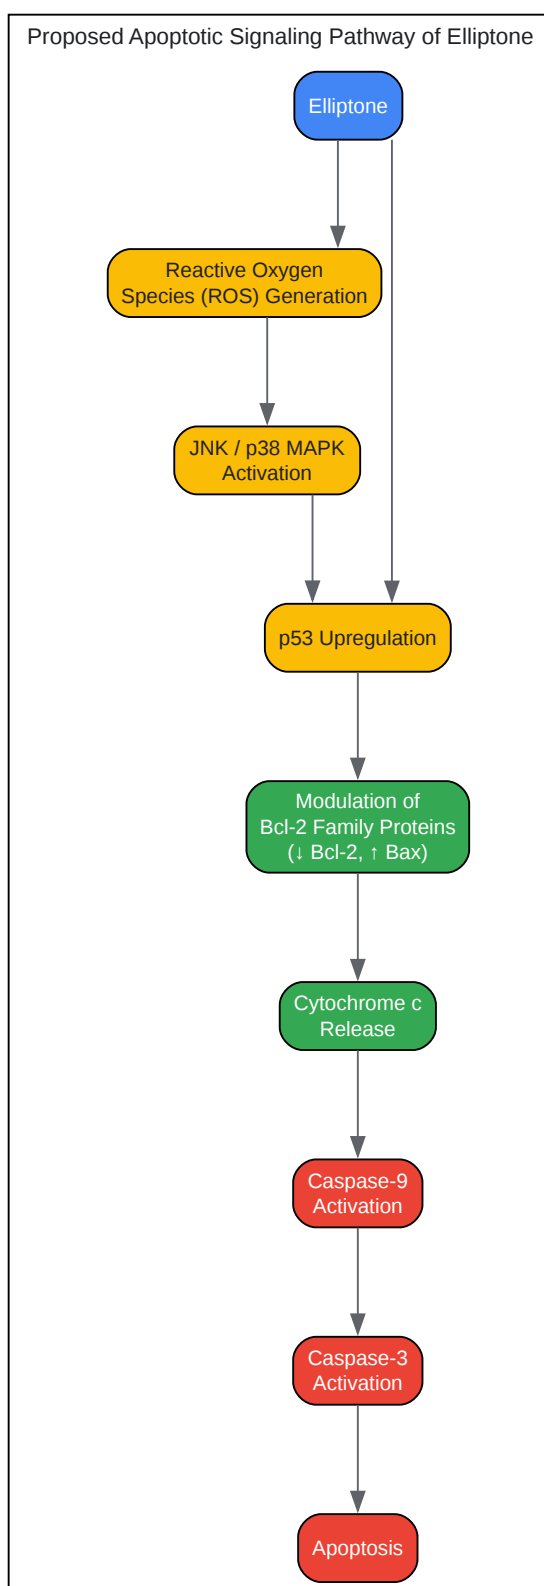 Proposed Apoptotic Signaling Pathway of Elliptone
Elliptone
Reactive Oxygen
Species (ROS) Generation
JNK / p38 MAPK
Activation
p53 Upregulation
Modulation of
Bcl-2 Family Proteins
(↓ Bcl-2, ↑ Bax)
Cytochrome c
Release
Caspase-9
Activation
Caspase-3
Activation
Apoptosis